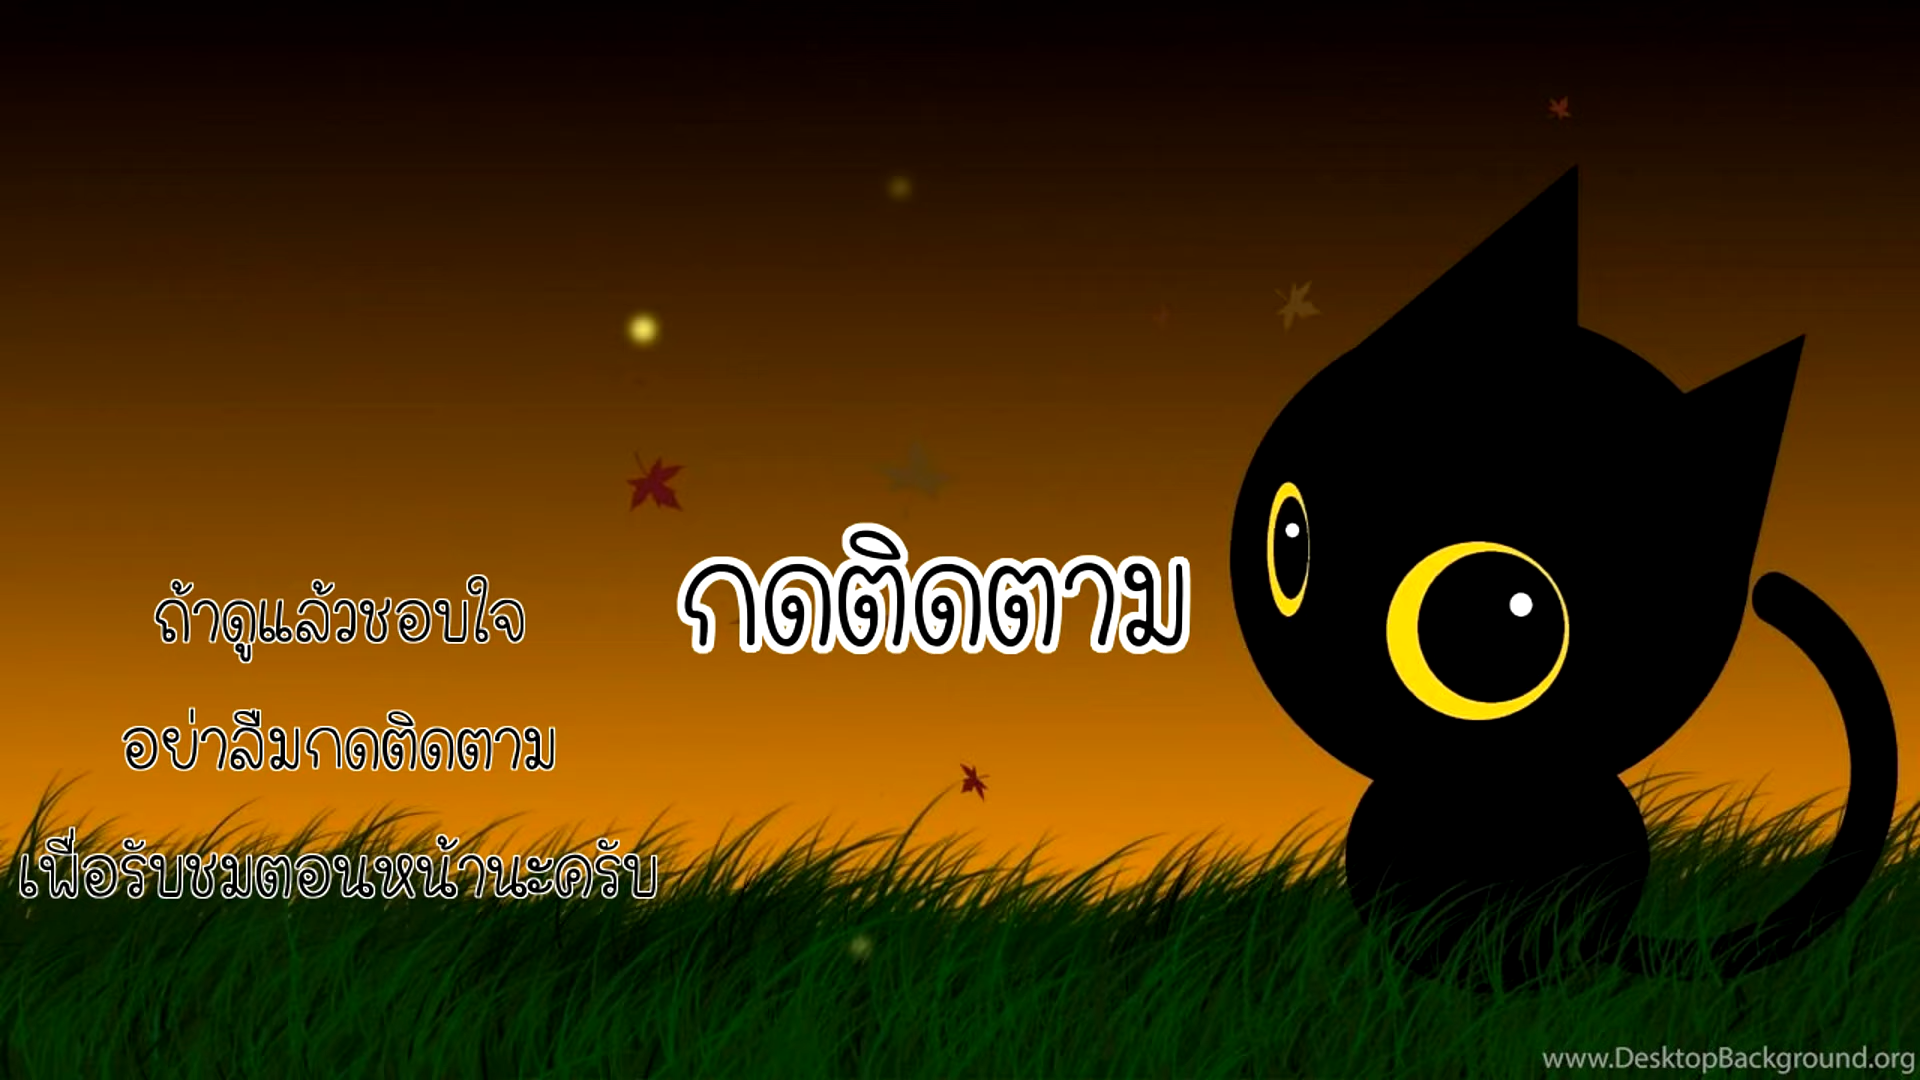 ถ้าดูแล้วชอบใจ
กดติดตาม
อย่าลืมกดติดตาม
เพื่อรับชมตอนหน้านะครับ
www.DesktopBackground.org